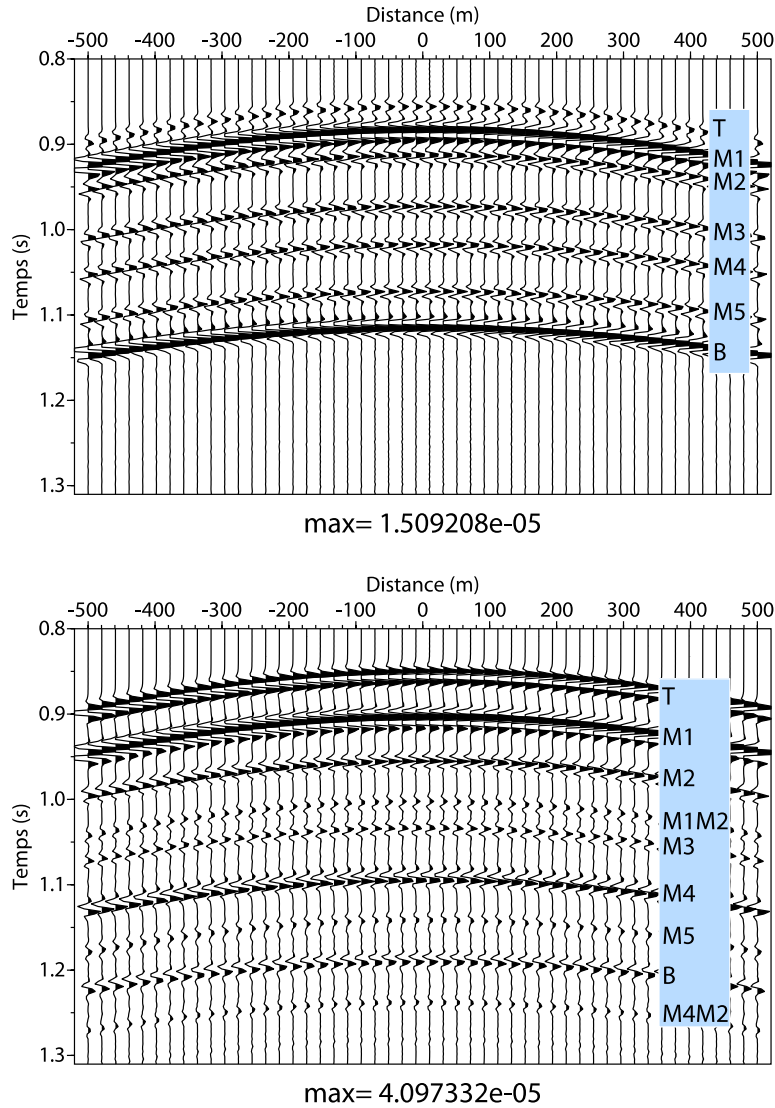 Distance (m)
-500 -400 -300 -200 -100 0 100 200 300 400 500
0.8
0.9
1.0
1.1
1.2
1.3
Temps (s)
T
M1
M2
M3
M4
M5
B
max= 1.509208e-05
Distance (m)
-500 -400 -300 -200 -100 0 100 200 300 400 500
0.8
0.9
1.0
1.1
1.2
1.3
Temps (s)
T
M1
M2
M1M2
M3
M4
M5
B
M4M2
max= 4.097332e-05